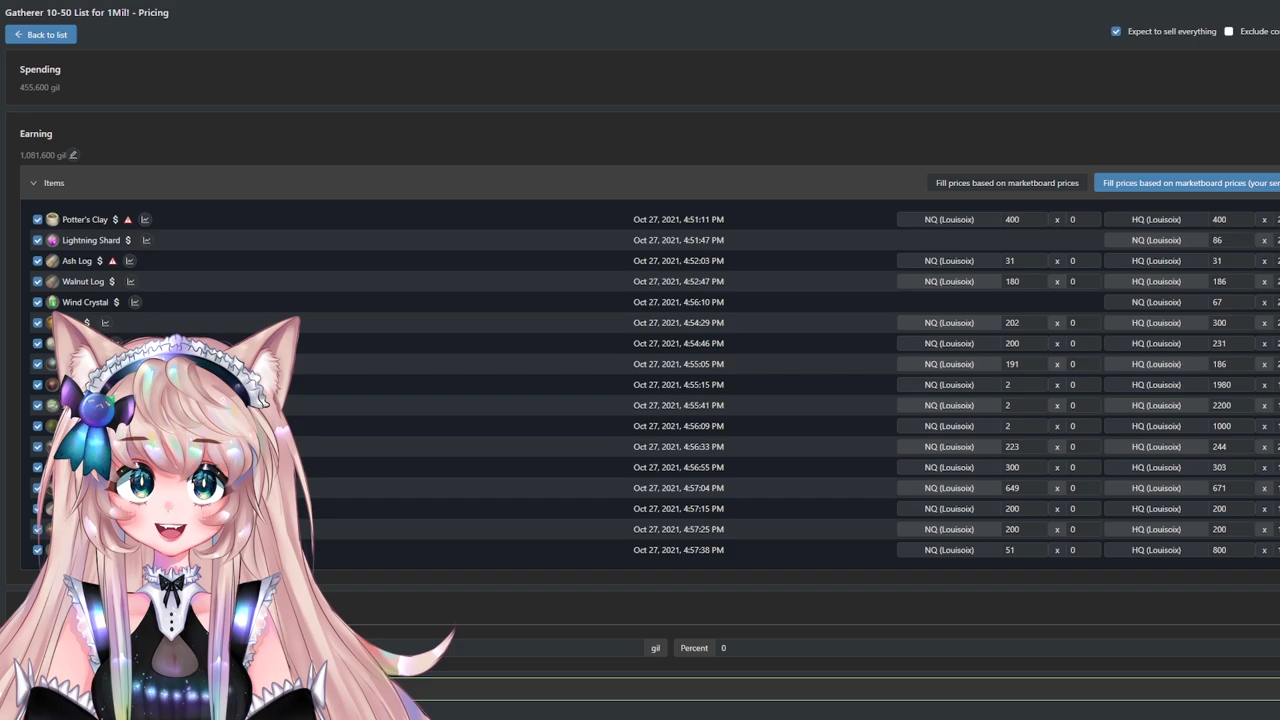 Gatherer 10-50 List for 1Mil! - Pricing
Back to list
Expect to sell everything Exclude
Spending
455,600 gil
Earning
1,081,600 gil
Items Fill prices based on marketboard prices Fill prices based on marketboard prices (your
Potter's Clay $ Oct 27, 2021, 4:51:11 PM NQ (Louisoix) 400 x 0 HQ (Louisoix) 400 x
Lightning Shard $ Oct 27, 2021, 4:51:47 PM NQ (Louisoix) 86 x
Ash Log $ Oct 27, 2021, 4:52:03 PM NQ (Louisoix) 31 x 0 HQ (Louisoix) 31 x
Walnut Log $ Oct 27, 2021, 4:52:47 PM NQ (Louisoix) 180 x 0 HQ (Louisoix) 186 x
Wind Crystal $ Oct 27, 2021, 4:56:10 PM NQ (Louisoix) 67 x
$ Oct 27, 2021, 4:54:29 PM NQ (Louisoix) 202 x 0 HQ (Louisoix) 300 x
Oct 27, 2021, 4:54:46 PM NQ (Louisoix) 200 x 0 HQ (Louisoix) 231 x
Oct 27, 2021, 4:55:05 PM NQ (Louisoix) 191 x 0 HQ (Louisoix) 186 x
Oct 27, 2021, 4:55:15 PM NQ (Louisoix) 2 x 0 HQ (Louisoix) 1980 x
Oct 27, 2021, 4:55:41 PM NQ (Louisoix) 2 x 0 HQ (Louisoix) 2200 x
Oct 27, 2021, 4:56:09 PM NQ (Louisoix) 2 x 0 HQ (Louisoix) 1000 x
Oct 27, 2021, 4:56:33 PM NQ (Louisoix) 223 x 0 HQ (Louisoix) 244 x
Oct 27, 2021, 4:56:55 PM NQ (Louisoix) 300 x 0 HQ (Louisoix) 303 x
Oct 27, 2021, 4:57:04 PM NQ (Louisoix) 649 x 0 HQ (Louisoix) 671 x
Oct 27, 2021, 4:57:15 PM NQ (Louisoix) 200 x 0 HQ (Louisoix) 200 x
Oct 27, 2021, 4:57:25 PM NQ (Louisoix) 200 x 0 HQ (Louisoix) 200 x
Oct 27, 2021, 4:57:38 PM NQ (Louisoix) 51 x 0 HQ (Louisoix) 800 x
gil Percent 0